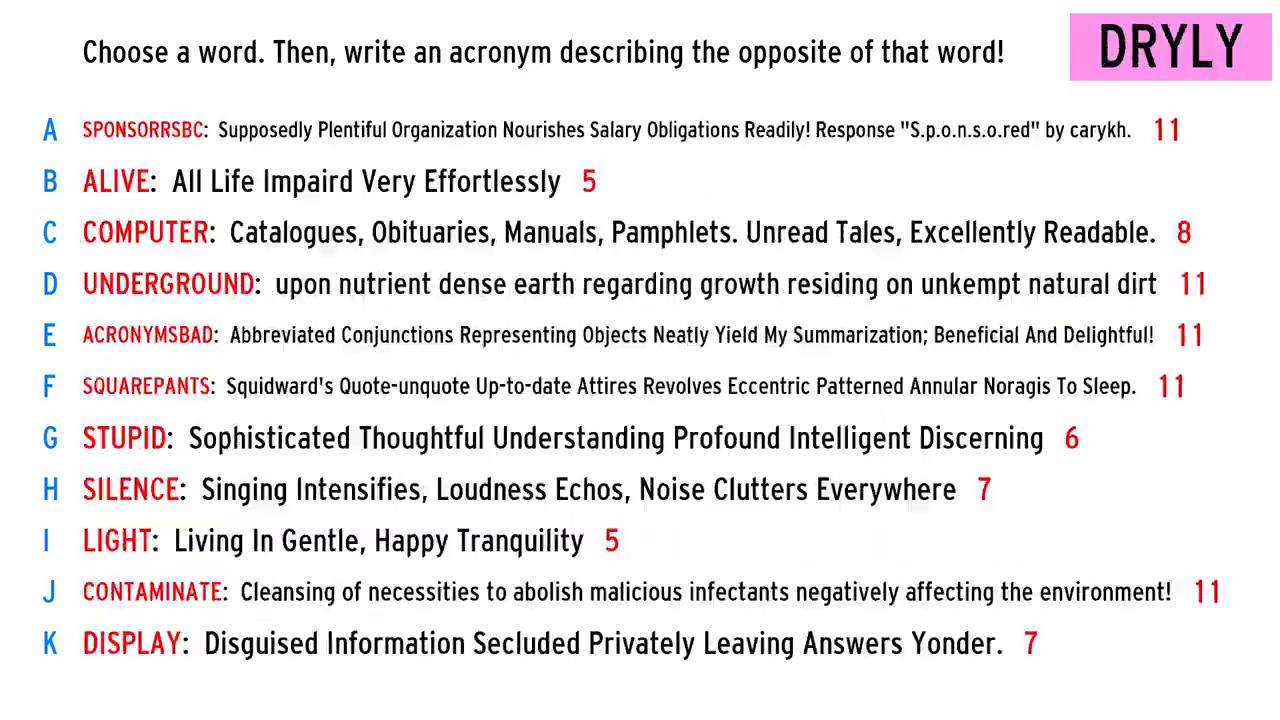 Choose a word. Then, write an acronym describing the opposite of that word!
DRYLY
A SPONSORRSBC: Supposedly Plentiful Organization Nourishes Salary Obligations Readily! Response "S.p.o.n.s.o.red" by carykh. 11
B ALIVE: All Life Impaird Very Effortlessly 5
C COMPUTER: Catalogues, Obituaries, Manuals, Pamphlets. Unread Tales, Excellently Readable. 8
D UNDERGROUND: upon nutrient dense earth regarding growth residing on unkempt natural dirt 11
E ACRONYMSBAD: Abbreviated Conjunctions Representing Objects Neatly Yield My Summarization; Beneficial And Delightful! 11
F SQUAREPANTS: Squidward's Quote-unquote Up-to-date Attires Revolves Eccentric Patterned Annular Noragis To Sleep. 11
G STUPID: Sophisticated Thoughtful Understanding Profound Intelligent Discerning 6
H SILENCE: Singing Intensifies, Loudness Echos, Noise Clutters Everywhere 7
I LIGHT: Living In Gentle, Happy Tranquility 5
J CONTAMINATE: Cleansing of necessities to abolish malicious infectants negatively affecting the environment! 11
K DISPLAY: Disguised Information Secluded Privately Leaving Answers Yonder. 7